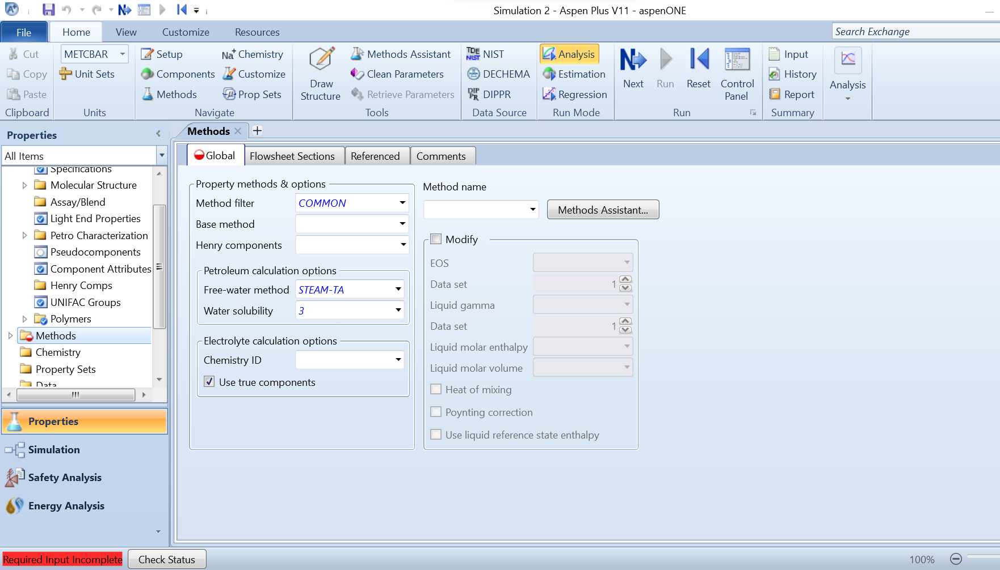 Simulation 2 - Aspen Plus V11 - aspenONE
File Home View Customize Resources
Search Exchange
Cut
Copy
Paste
Clipboard
METCBAR
Unit Sets
Units
Setup
Components
Methods
Na+ Chemistry
Customize
Prop Sets
Navigate
Draw
Structure
Methods Assistant
Clean Parameters
Retrieve Parameters
Tools
TDE NIST NIST
DECHEMA
DIPPR DIPPR
Data Source
Analysis
Estimation
Regression
Run Mode
Next
Run
Reset
Control
Panel
Run
Input
History
Report
Summary
Analysis
Properties
All Items
Specifications
Molecular Structure
Assay/Blend
Light End Properties
Petro Characterization
Pseudocomponents
Component Attributes
Henry Comps
UNIFAC Groups
Polymers
Methods
Chemistry
Property Sets
Data
Properties
Simulation
Safety Analysis
Energy Analysis
Methods
Global Flowsheet Sections Referenced Comments
Property methods & options
Method filter COMMON
Base method
Henry components
Petroleum calculation options
Free-water method STEAM-TA
Water solubility 3
Electrolyte calculation options
Chemistry ID
Use true components
Method name
Methods Assistant...
Modify
EOS
Data set 1
Liquid gamma
Data set 1
Liquid molar enthalpy
Liquid molar volume
Heat of mixing
Poynting correction
Use liquid reference state enthalpy
Required Input Incomplete Check Status 100%